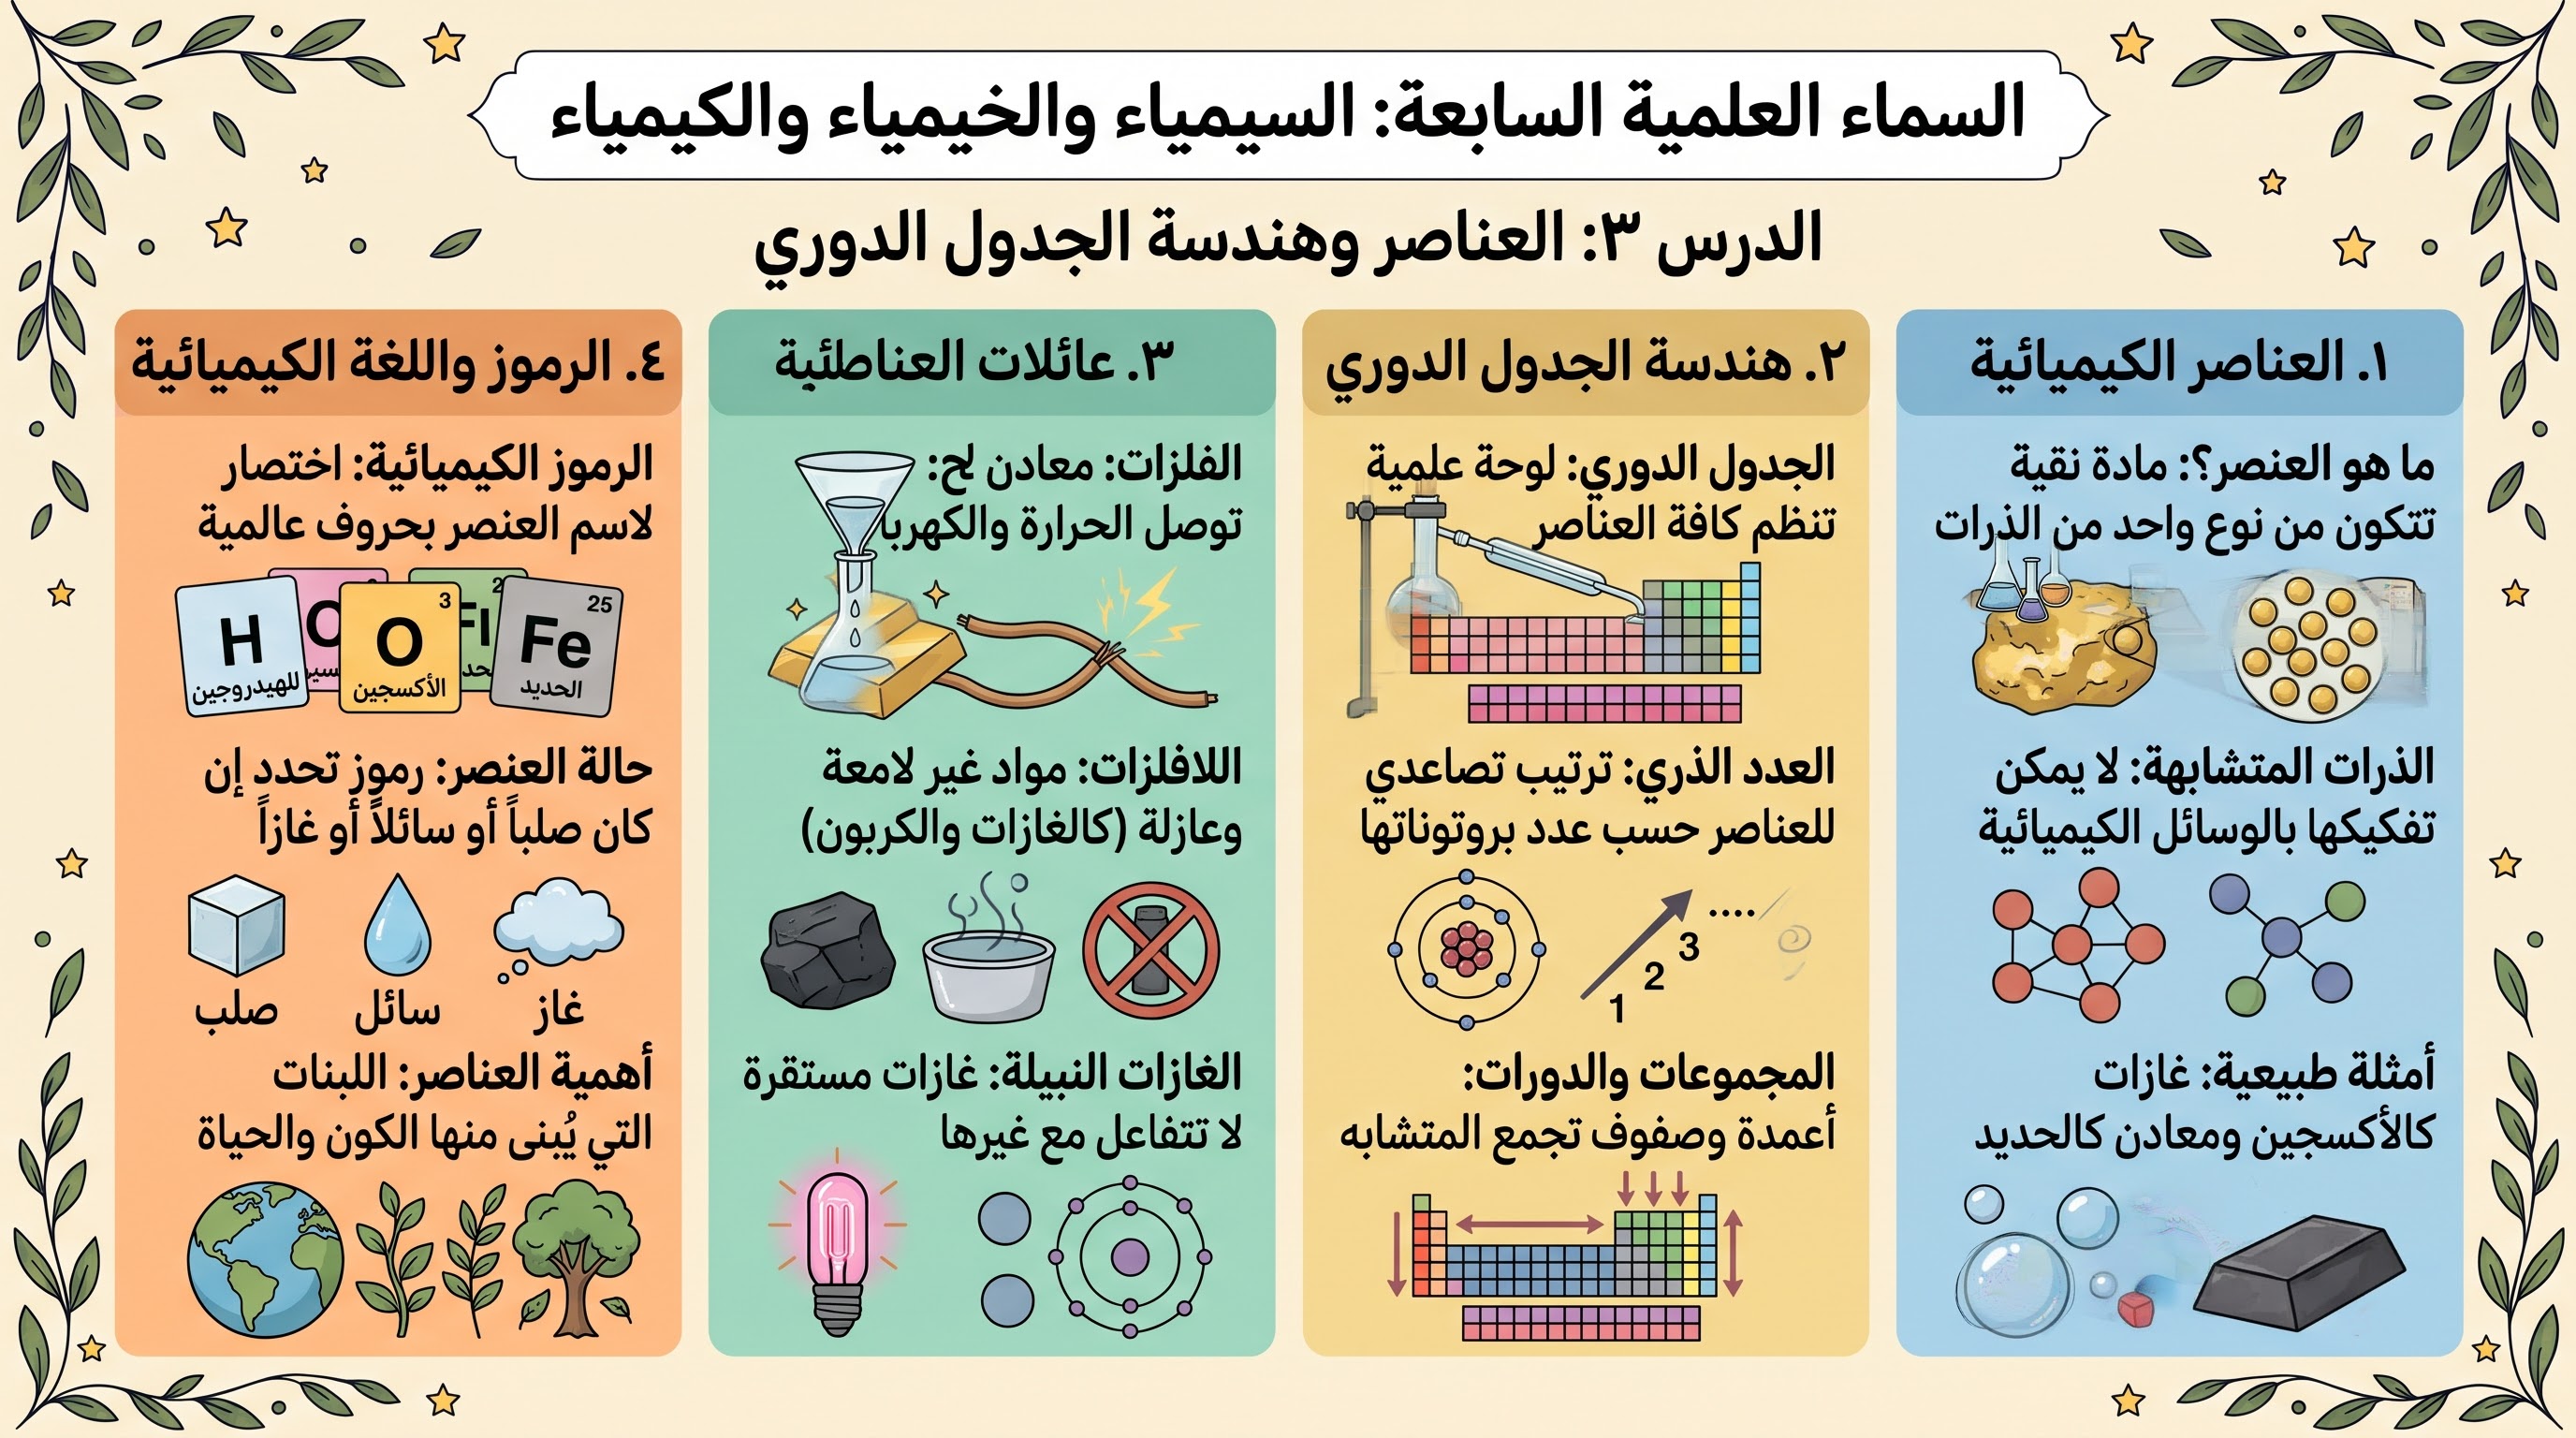 السماء العلمية السابعة: السيمياء والخيمياء والكيمياء
الدرس ٣: العناصر وهندسة الجدول الدوري
١. العناصر الكيميائية
ما هو العنصر؟: مادة نقية
تتكون من نوع واحد من الذرات
الذرات المتشابهة: لا يمكن
تفكيكها بالوسائل الكيميائية
أمثلة طبيعية: غازات
كالأكسجين ومعادن كالحديد
٢. هندسة الجدول الدوري
الجدول الدوري: لوحة علمية
تنظم كافة العناصر
العدد الذري: ترتيب تصاعدي
للعناصر حسب عدد بروتوناتها
1 2 3 ....
المجموعات والدورات:
أعمدة وصفوف تجمع المتشابه
٣. عائلات العناطئية
الفلزات: معادن لح:
توصل الحرارة والكهربا
اللافلزات: مواد غير لامعة
وعازلة (كالغازات والكربون)
الغازات النبيلة: غازات مستقرة
لا تتفاعل مع غيرها
٤. الرموز واللغة الكيميائية
الرموز الكيميائية: اختصار
لاسم العنصر بحروف عالمية
25
Fe
الحديد
3
O
الأكسجين
H
للهيدروجين
حالة العنصر: رموز تحدد إن
كان صلباً أو سائلاً أو غازاً
غاز
سائل
صلب
أهمية العناصر: اللبنات
التي يُبنى منها الكون والحياة